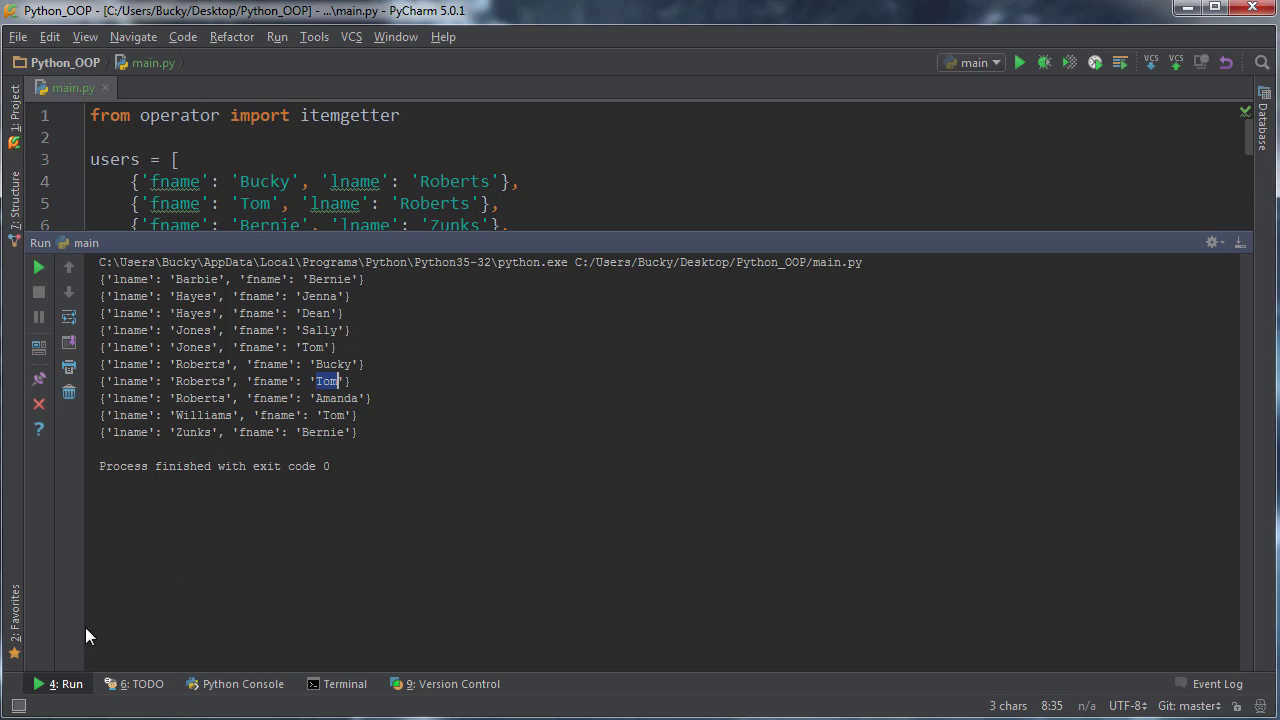 Python_OOP - [C:/Users/Bucky/Desktop/Python_OOP] - ...\main.py - PyCharm 5.0.1
File Edit View Navigate Code Refactor Run Tools VCS Window Help
Python_OOP main.py main VCS VCS
1: Project
main.py
Database
1 from operator import itemgetter
2
3 users = [
4 {'fname': 'Bucky', 'lname': 'Roberts'},
5 {'fname': 'Tom', 'lname': 'Roberts'},
6 {'fname': 'Bernie', 'lname': 'Zunks'},
7: Structure
Run main
C:\Users\Bucky\AppData\Local\Programs\Python\Python35-32\python.exe C:/Users/Bucky/Desktop/Python_OOP/main.py
{'lname': 'Barbie', 'fname': 'Bernie'}
{'lname': 'Hayes', 'fname': 'Jenna'}
{'lname': 'Hayes', 'fname': 'Dean'}
{'lname': 'Jones', 'fname': 'Sally'}
{'lname': 'Jones', 'fname': 'Tom'}
{'lname': 'Roberts', 'fname': 'Bucky'}
{'lname': 'Roberts', 'fname': 'Tom'}
{'lname': 'Roberts', 'fname': 'Amanda'}
{'lname': 'Williams', 'fname': 'Tom'}
{'lname': 'Zunks', 'fname': 'Bernie'}
Process finished with exit code 0
2: Favorites
4: Run 6: TODO Python Console Terminal 9: Version Control Event Log
3 chars 8:35 n/a UTF-8 Git: master